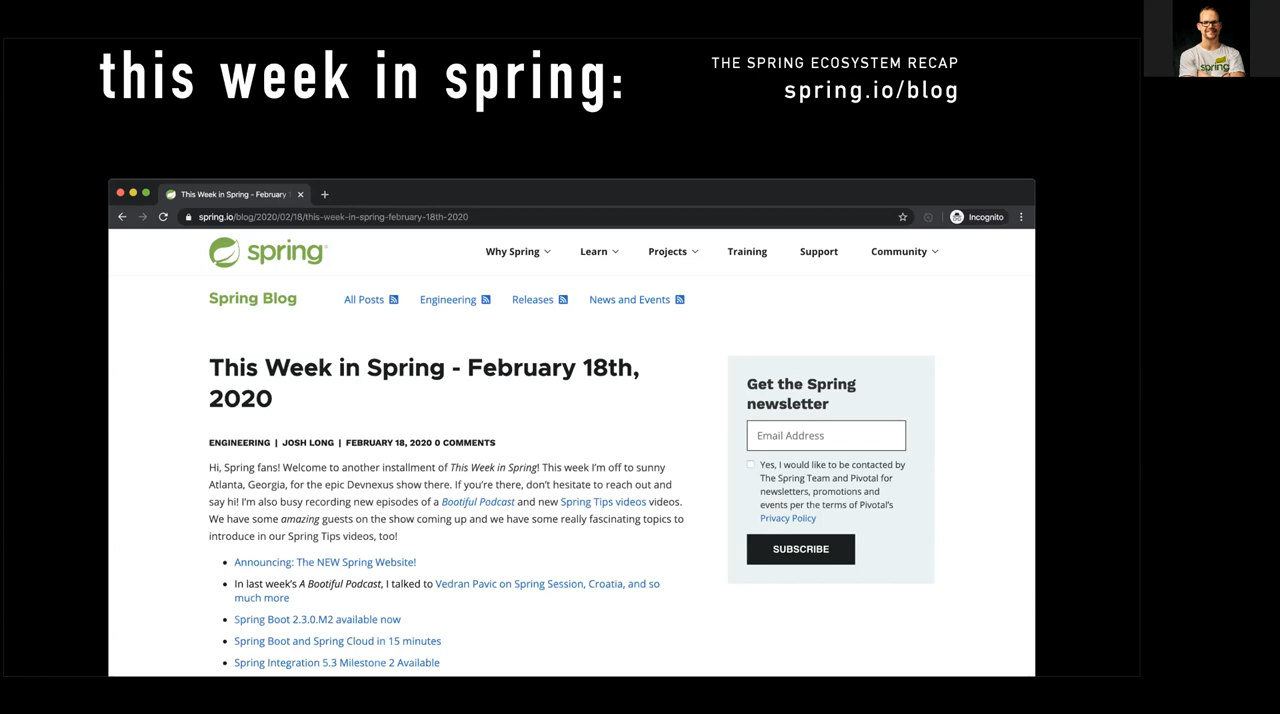 this week in spring:
THE SPRING ECOSYSTEM RECAP
spring.io/blog
spring
This Week in Spring - February
spring.io/blog/2020/02/18/this-week-in-spring-february-18th-2020
Incognito
spring
Why Spring
Learn
Projects
Training
Support
Community
Spring Blog
All Posts
Engineering
Releases
News and Events
This Week in Spring - February 18th,
2020
ENGINEERING | JOSH LONG | FEBRUARY 18, 2020 0 COMMENTS
Hi, Spring fans! Welcome to another installment of This Week in Spring! This week I'm off to sunny
Atlanta, Georgia, for the epic Devnexus show there. If you're there, don't hesitate to reach out and
say hi! I'm also busy recording new episodes of a Bootiful Podcast and new Spring Tips videos videos.
We have some amazing guests on the show coming up and we have some really fascinating topics to
introduce in our Spring Tips videos, too!
• Announcing: The NEW Spring Website!
• In last week's A Bootiful Podcast, I talked to Vedran Pavic on Spring Session, Croatia, and so
much more
• Spring Boot 2.3.0.M2 available now
• Spring Boot and Spring Cloud in 15 minutes
• Spring Integration 5.3 Milestone 2 Available
Get the Spring
newsletter
Email Address
Yes, I would like to be contacted by
The Spring Team and Pivotal for
newsletters, promotions and
events per the terms of Pivotal's
Privacy Policy
SUBSCRIBE